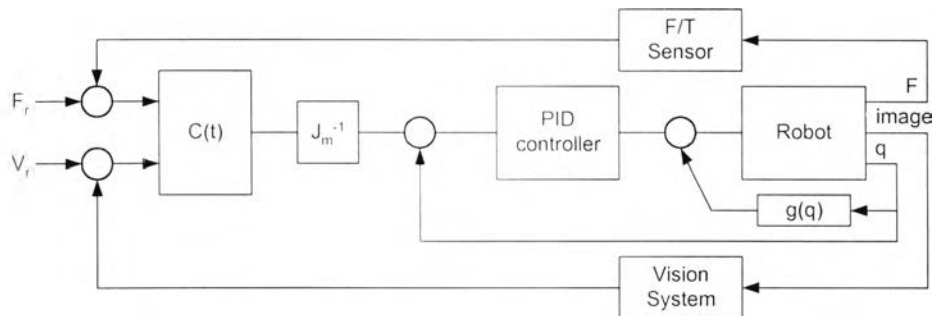 F/T
Sensor
F_r
C(t)
J_m^-1
PID
controller
Robot
F
image
q
V_r
g(q)
Vision
System